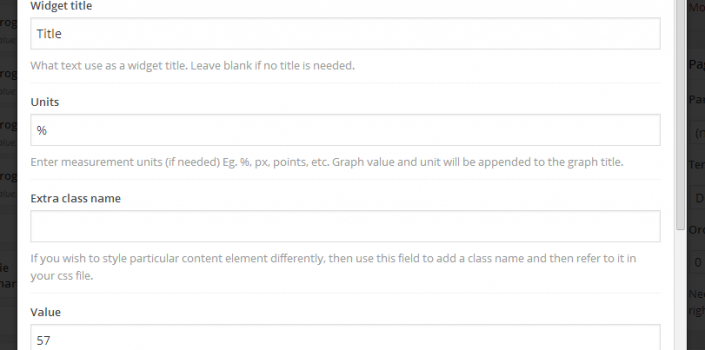 Widget title
Title
What text use as a widget title. Leave blank if no title is needed.
Units
%
Enter measurement units (if needed) Eg. %, px, points, etc. Graph value and unit will be appended to the graph title.
Extra class name
If you wish to style particular content element differently, then use this field to add a class name and then refer to it in
your css file.
Value
57